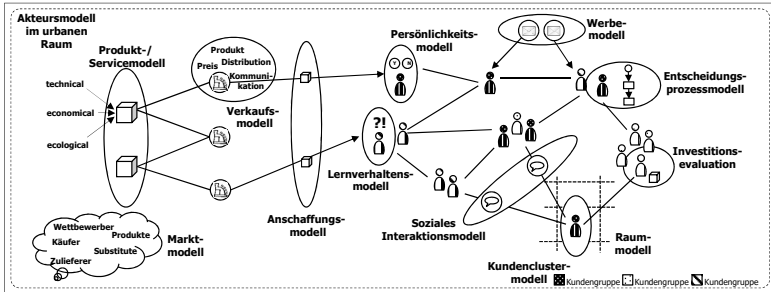 Akteursmodell
im urbanen
Raum
Produkt-/
Servicemodell
technical
economical
ecological
Produkt
Preis Distribution
Kommuni-
kation
Verkaufs-
modell
Anschaffungs-
modell
Persönlichkeits-
modell
Y N
?!
Lernverhaltens-
modell
Werbe-
modell
Entscheidungs-
prozessmodell
Investitions-
evaluation
Soziales
Interaktionsmodell
Raum-
modell
Kundencluster-
modell
Wettbewerber
Produkte
Käufer
Substitute
Zulieferer
Markt-
modell
Kundengruppe Kundengruppe Kundengruppe